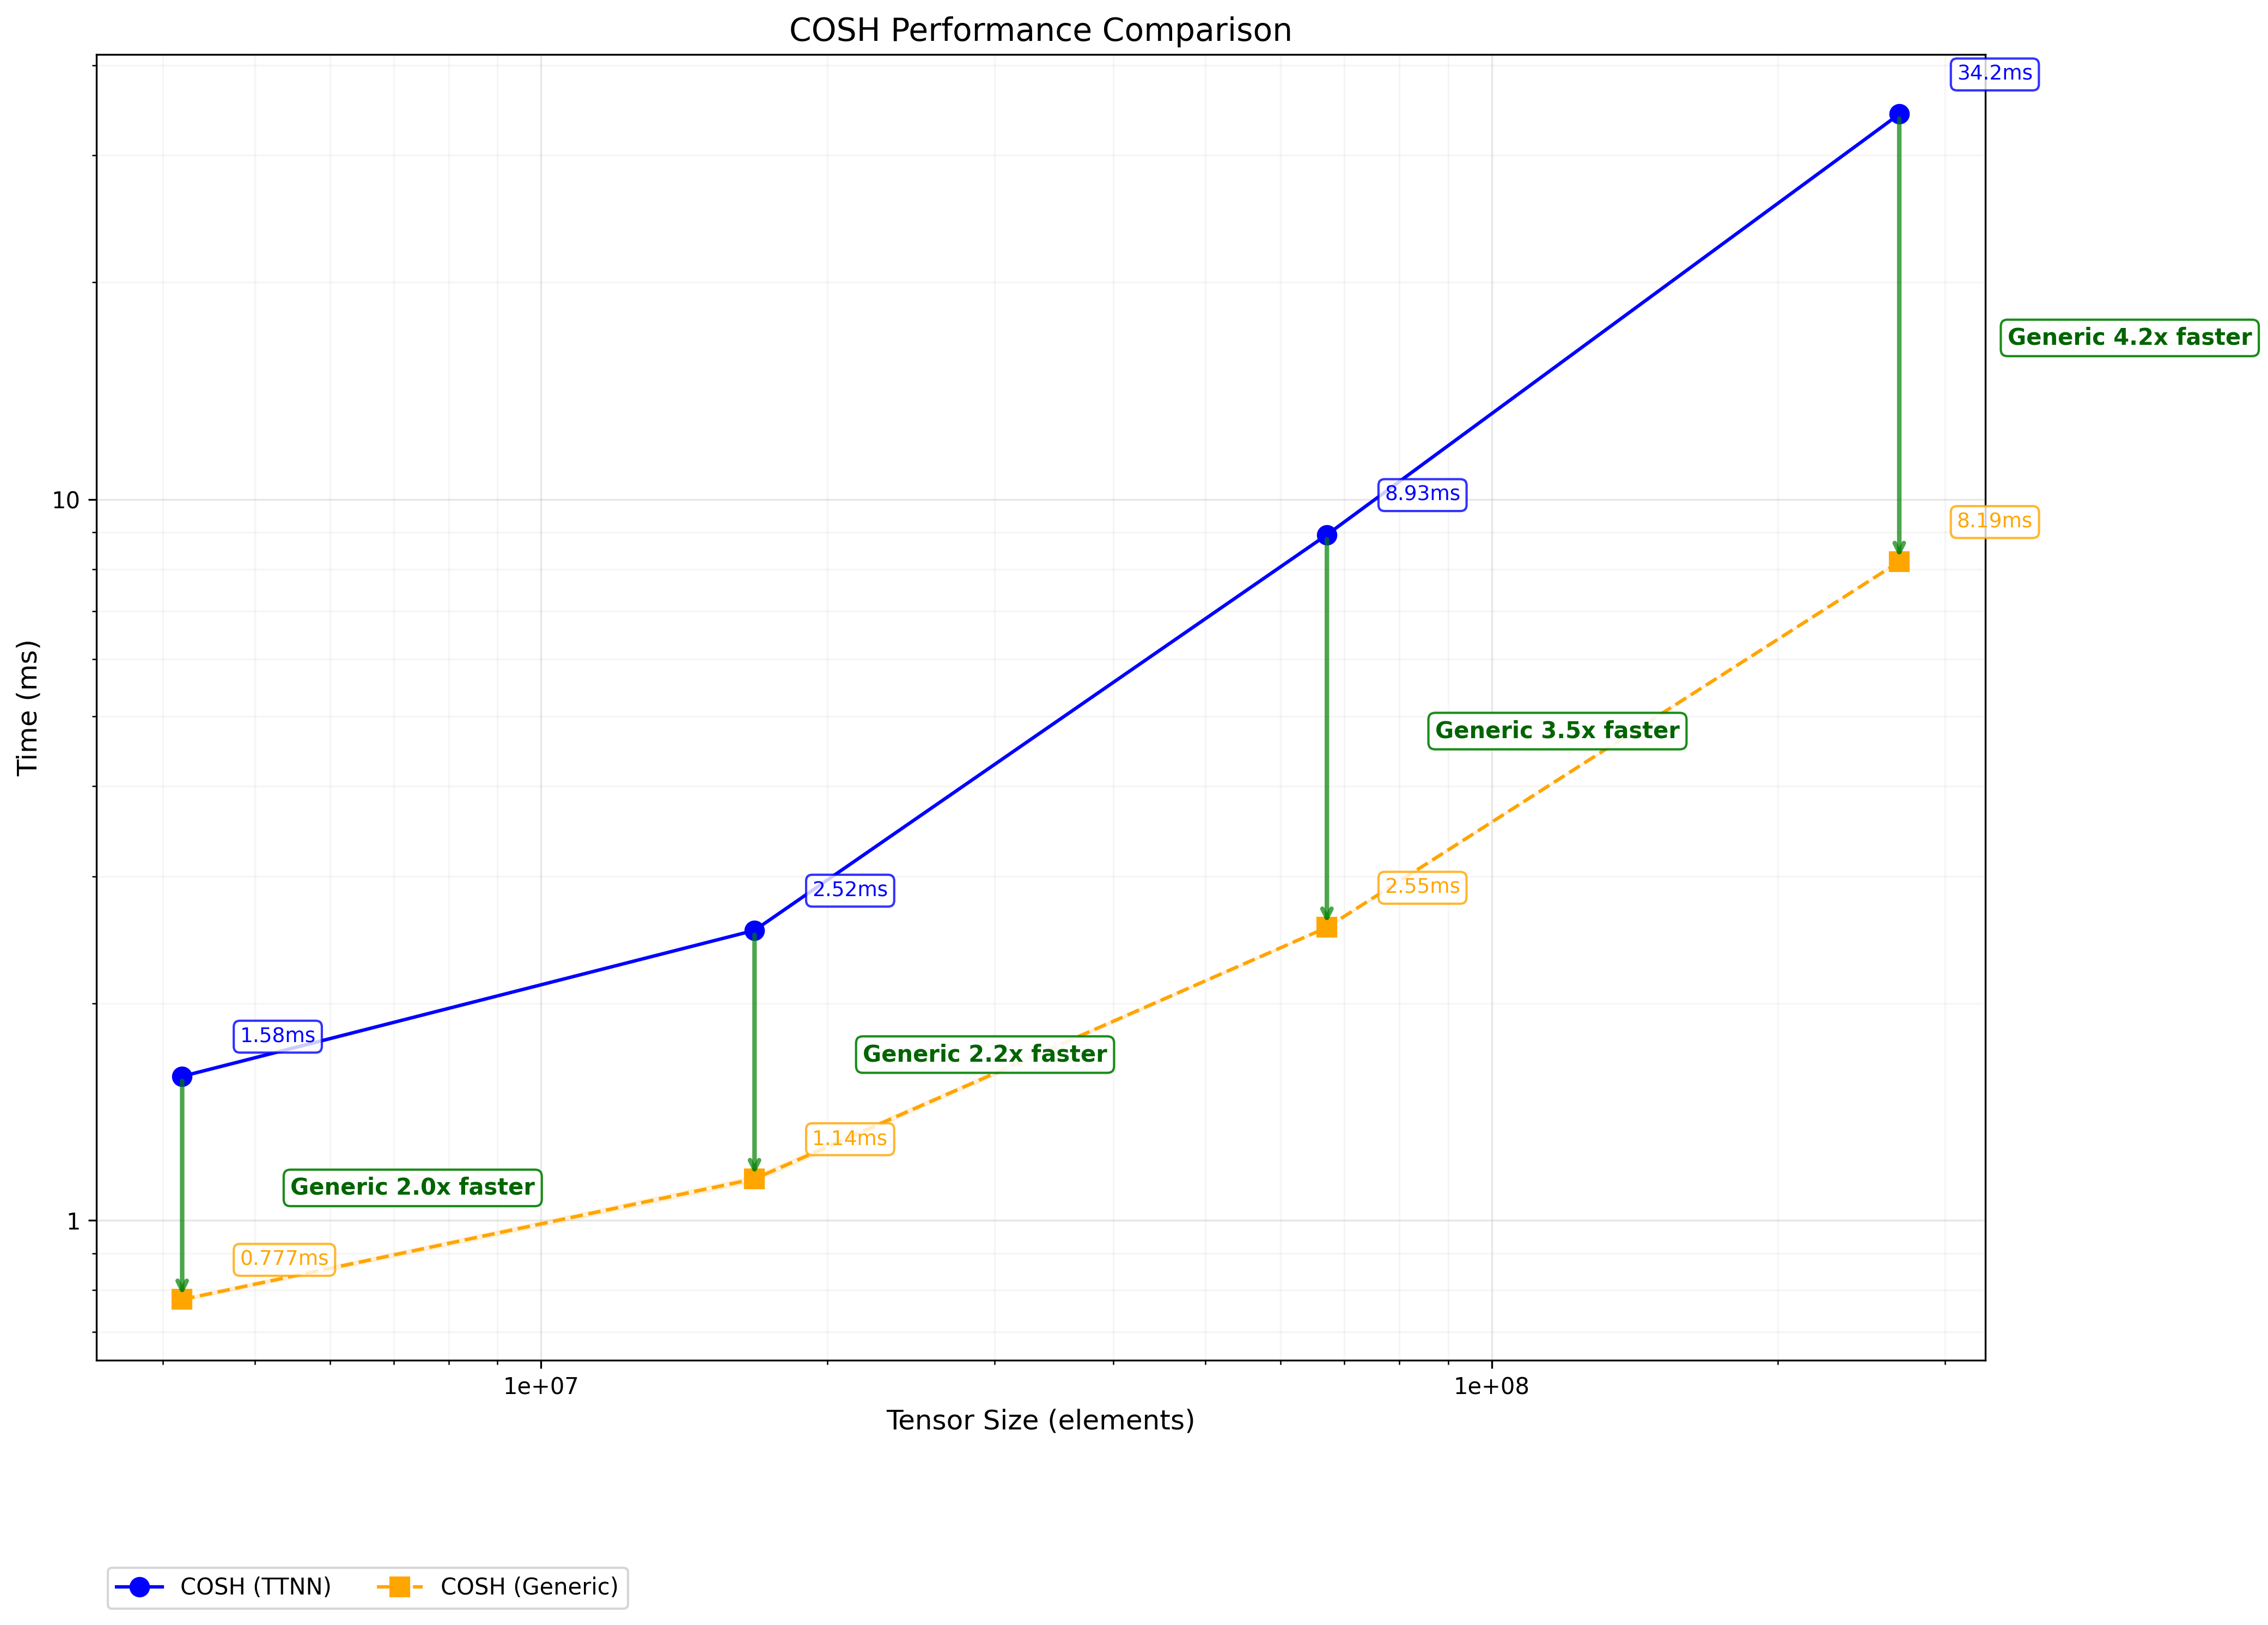 COSH Performance Comparison
34.2ms
Generic 4.2x faster
10
8.93ms
8.19ms
Time (ms)
Generic 3.5x faster
2.52ms
2.55ms
1.58ms
Generic 2.2x faster
1.14ms
Generic 2.0x faster
1
0.777ms
1e+07
1e+08
Tensor Size (elements)
COSH (TTNN)
COSH (Generic)